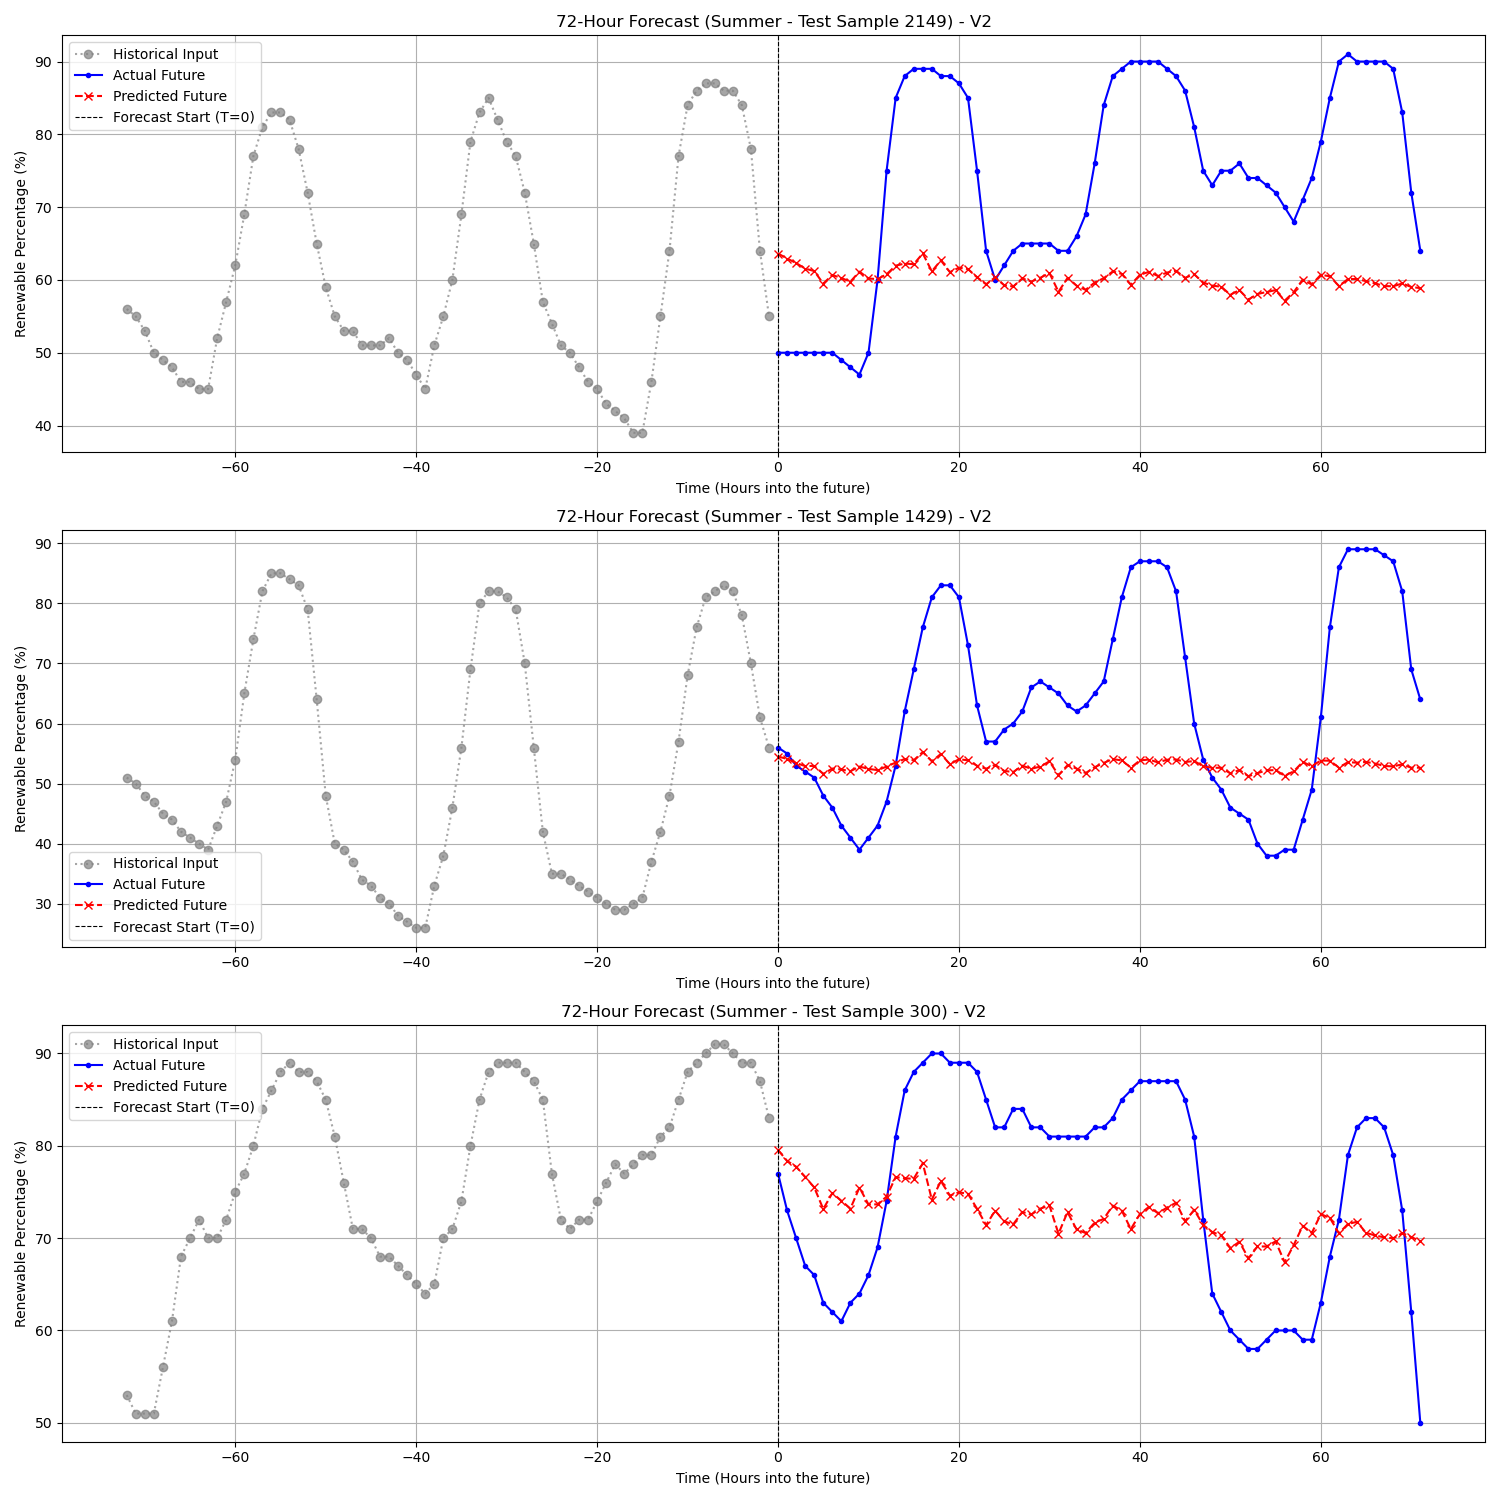 72-Hour Forecast (Summer - Test Sample 2149) - V2
Renewable Percentage (%)
90
80
70
60
50
40
Historical Input
Actual Future
Predicted Future
Forecast Start (T=0)
−60
−40
−20
0
20
40
60
Time (Hours into the future)
72-Hour Forecast (Summer - Test Sample 1429) - V2
Renewable Percentage (%)
90
80
70
60
50
40
30
Historical Input
Actual Future
Predicted Future
Forecast Start (T=0)
−60
−40
−20
0
20
40
60
Time (Hours into the future)
72-Hour Forecast (Summer - Test Sample 300) - V2
Renewable Percentage (%)
90
80
70
60
50
Historical Input
Actual Future
Predicted Future
Forecast Start (T=0)
−60
−40
−20
0
20
40
60
Time (Hours into the future)